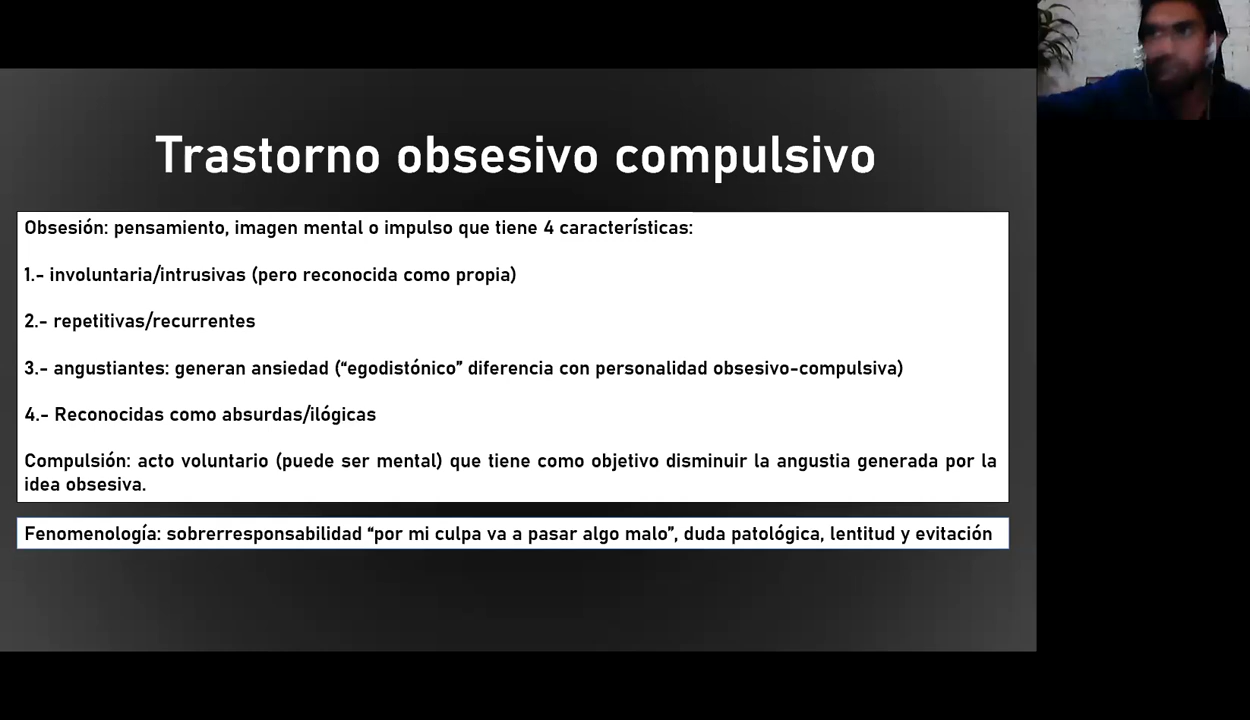 Trastorno obsesivo compulsivo
Obsesión: pensamiento, imagen mental o impulso que tiene 4 características:
1.- involuntaria/intrusivas (pero reconocida como propia)
2.- repetitivas/recurrentes
3.- angustiantes: generan ansiedad (“egodistónico” diferencia con personalidad obsesivo-compulsiva)
4.- Reconocidas como absurdas/ilógicas
Compulsión: acto voluntario (puede ser mental) que tiene como objetivo disminuir la angustia generada por la
idea obsesiva.
Fenomenología: sobrerresponsabilidad “por mi culpa va a pasar algo malo”, duda patológica, lentitud y evitación